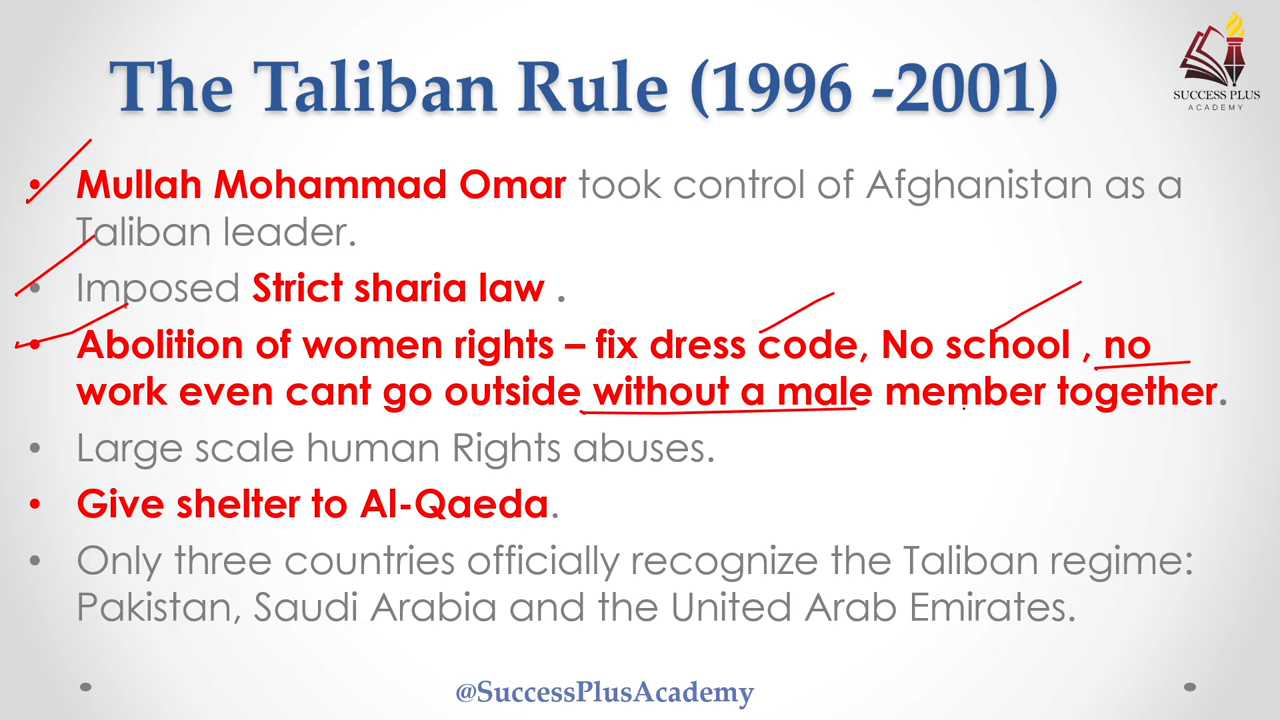 The Taliban Rule (1996 -2001)
SUCCESS PLUS
ACADEMY
• Mullah Mohammad Omar took control of Afghanistan as a
Taliban leader.
• Imposed Strict sharia law .
• Abolition of women rights – fix dress code, No school , no
work even cant go outside without a male member together.
• Large scale human Rights abuses.
• Give shelter to Al-Qaeda.
• Only three countries officially recognize the Taliban regime:
Pakistan, Saudi Arabia and the United Arab Emirates.
@SuccessPlusAcademy